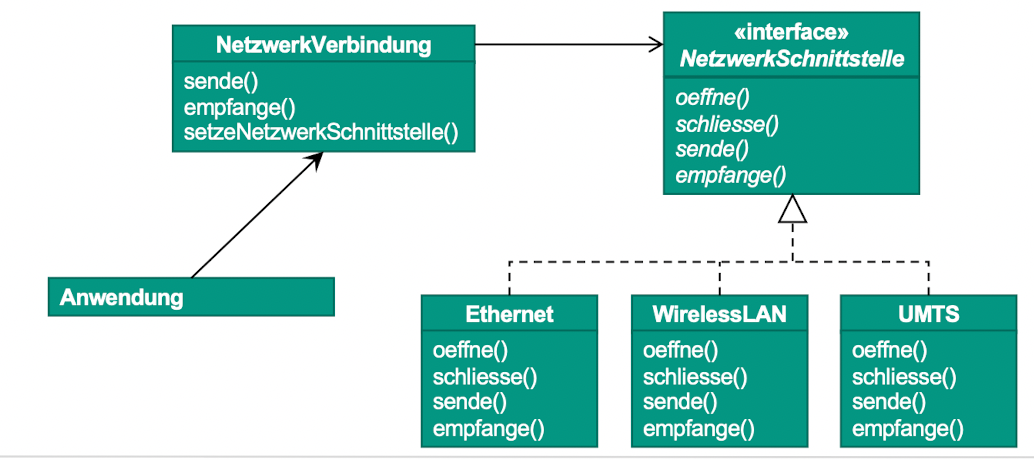 NetzwerkVerbindung
sende()
empfange()
setzeNetzwerkSchnittstelle()
«interface»
NetzwerkSchnittstelle
oeffne()
schliesse()
sende()
empfange()
Anwendung
Ethernet
oeffne()
schliesse()
sende()
empfange()
WirelessLAN
oeffne()
schliesse()
sende()
empfange()
UMTS
oeffne()
schliesse()
sende()
empfange()